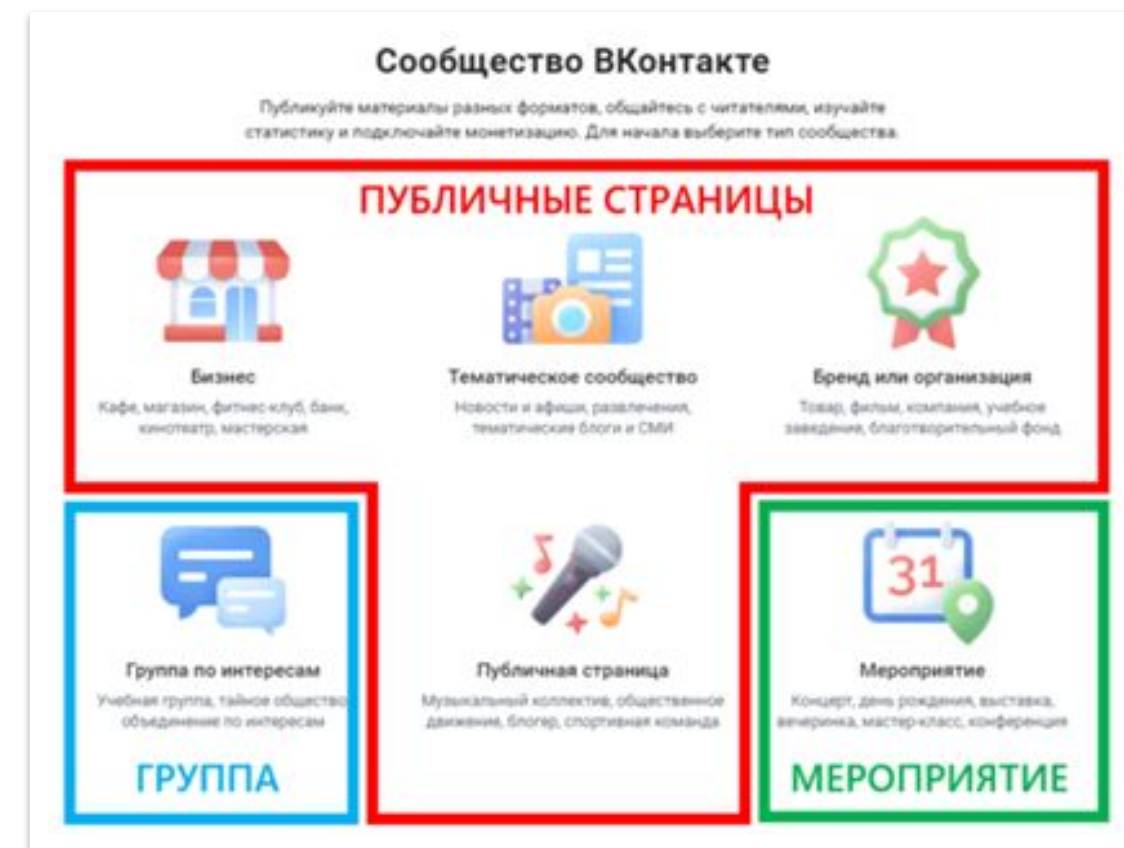 Сообщество ВКонтакте
Публикуйте материалы разных форматов, общайтесь с читателями, изучайте
статистику и подключайте монетизацию. Для начала выберите тип сообщества.
ПУБЛИЧНЫЕ СТРАНИЦЫ
Бизнес
Кафе, магазин, фитнес-клуб, банк,
кинотеатр, мастерская
Тематическое сообщество
Новости и афиши, развлечения,
тематические блоги и СМИ
Бренд или организация
Товар, фильм, компания, учебное
заведение, благотворительный фонд
31
Группа по интересам
Учебная группа, тайное общество,
объединение по интересам
Публичная страница
Музыкальный коллектив, общественное
движение, блогер, спортивная команда
Мероприятие
Концерт, день рождения, выставка,
вечеринка, мастер-класс, конференция
ГРУППА
МЕРОПРИЯТИЕ